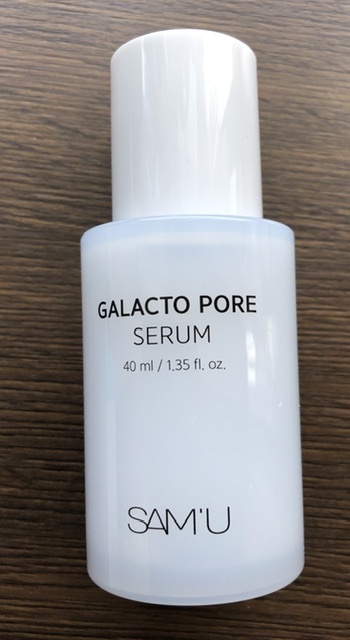 GALACTO PORE
SERUM
40 ml / 1.35 fl. oz.
SAM'U